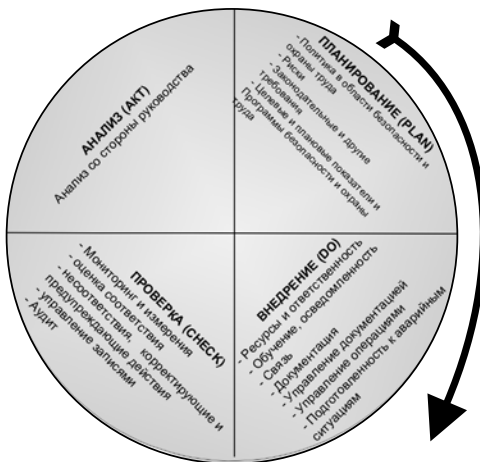 ПЛАНИРОВАНИЕ (PLAN)
- Политика в области безопасности и
охраны труда
- Риски
- Законодательные и другие
требования
- Целевые и плановые показатели и
Программы безопасности и охраны
труда
ВНЕДРЕНИЕ (DO)
- Ресурсы и ответственность
- Обучение, осведомленность
- Связь
- Документация
- Управление документацией
- Управление операциями
- Подготовленность к аварийным
ситуациям
ПРОВЕРКА (CHECK)
- Мониторинг и измерения
- оценка соответствия
- несоответствия, корректирующие и
предупреждающие действия
- управление записями
- Аудит
АНАЛИЗ (АКТ)
Анализ со стороны руководства